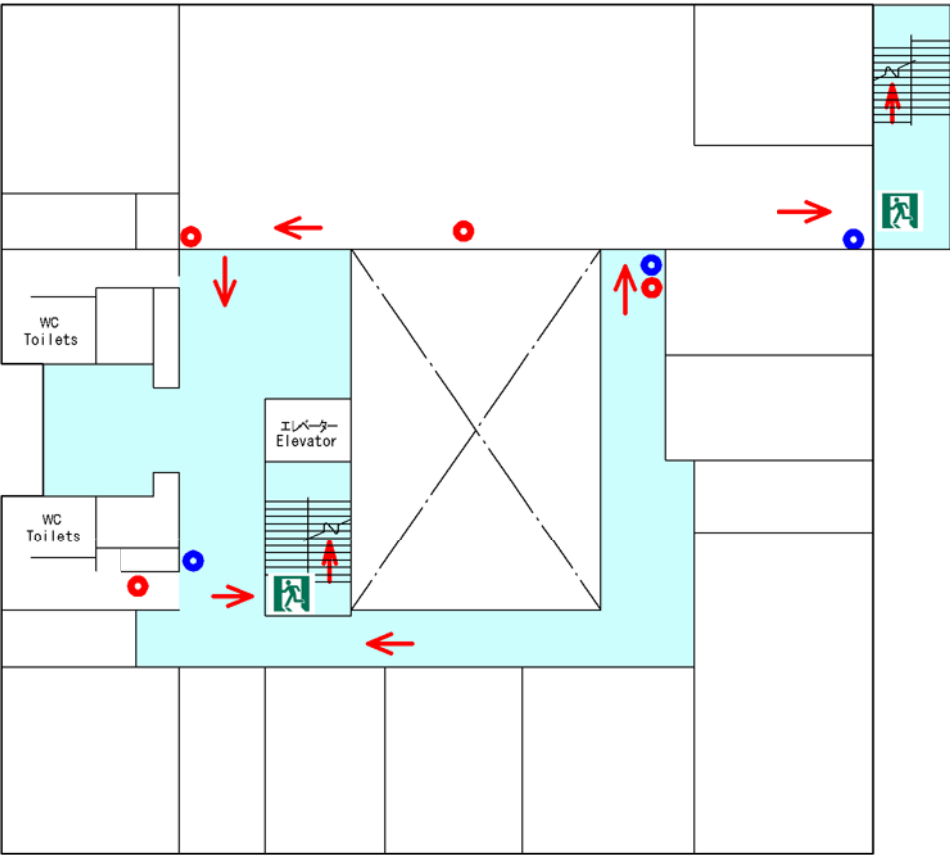 WC
Toilets
エレベーター
Elevator
WC
Toilets